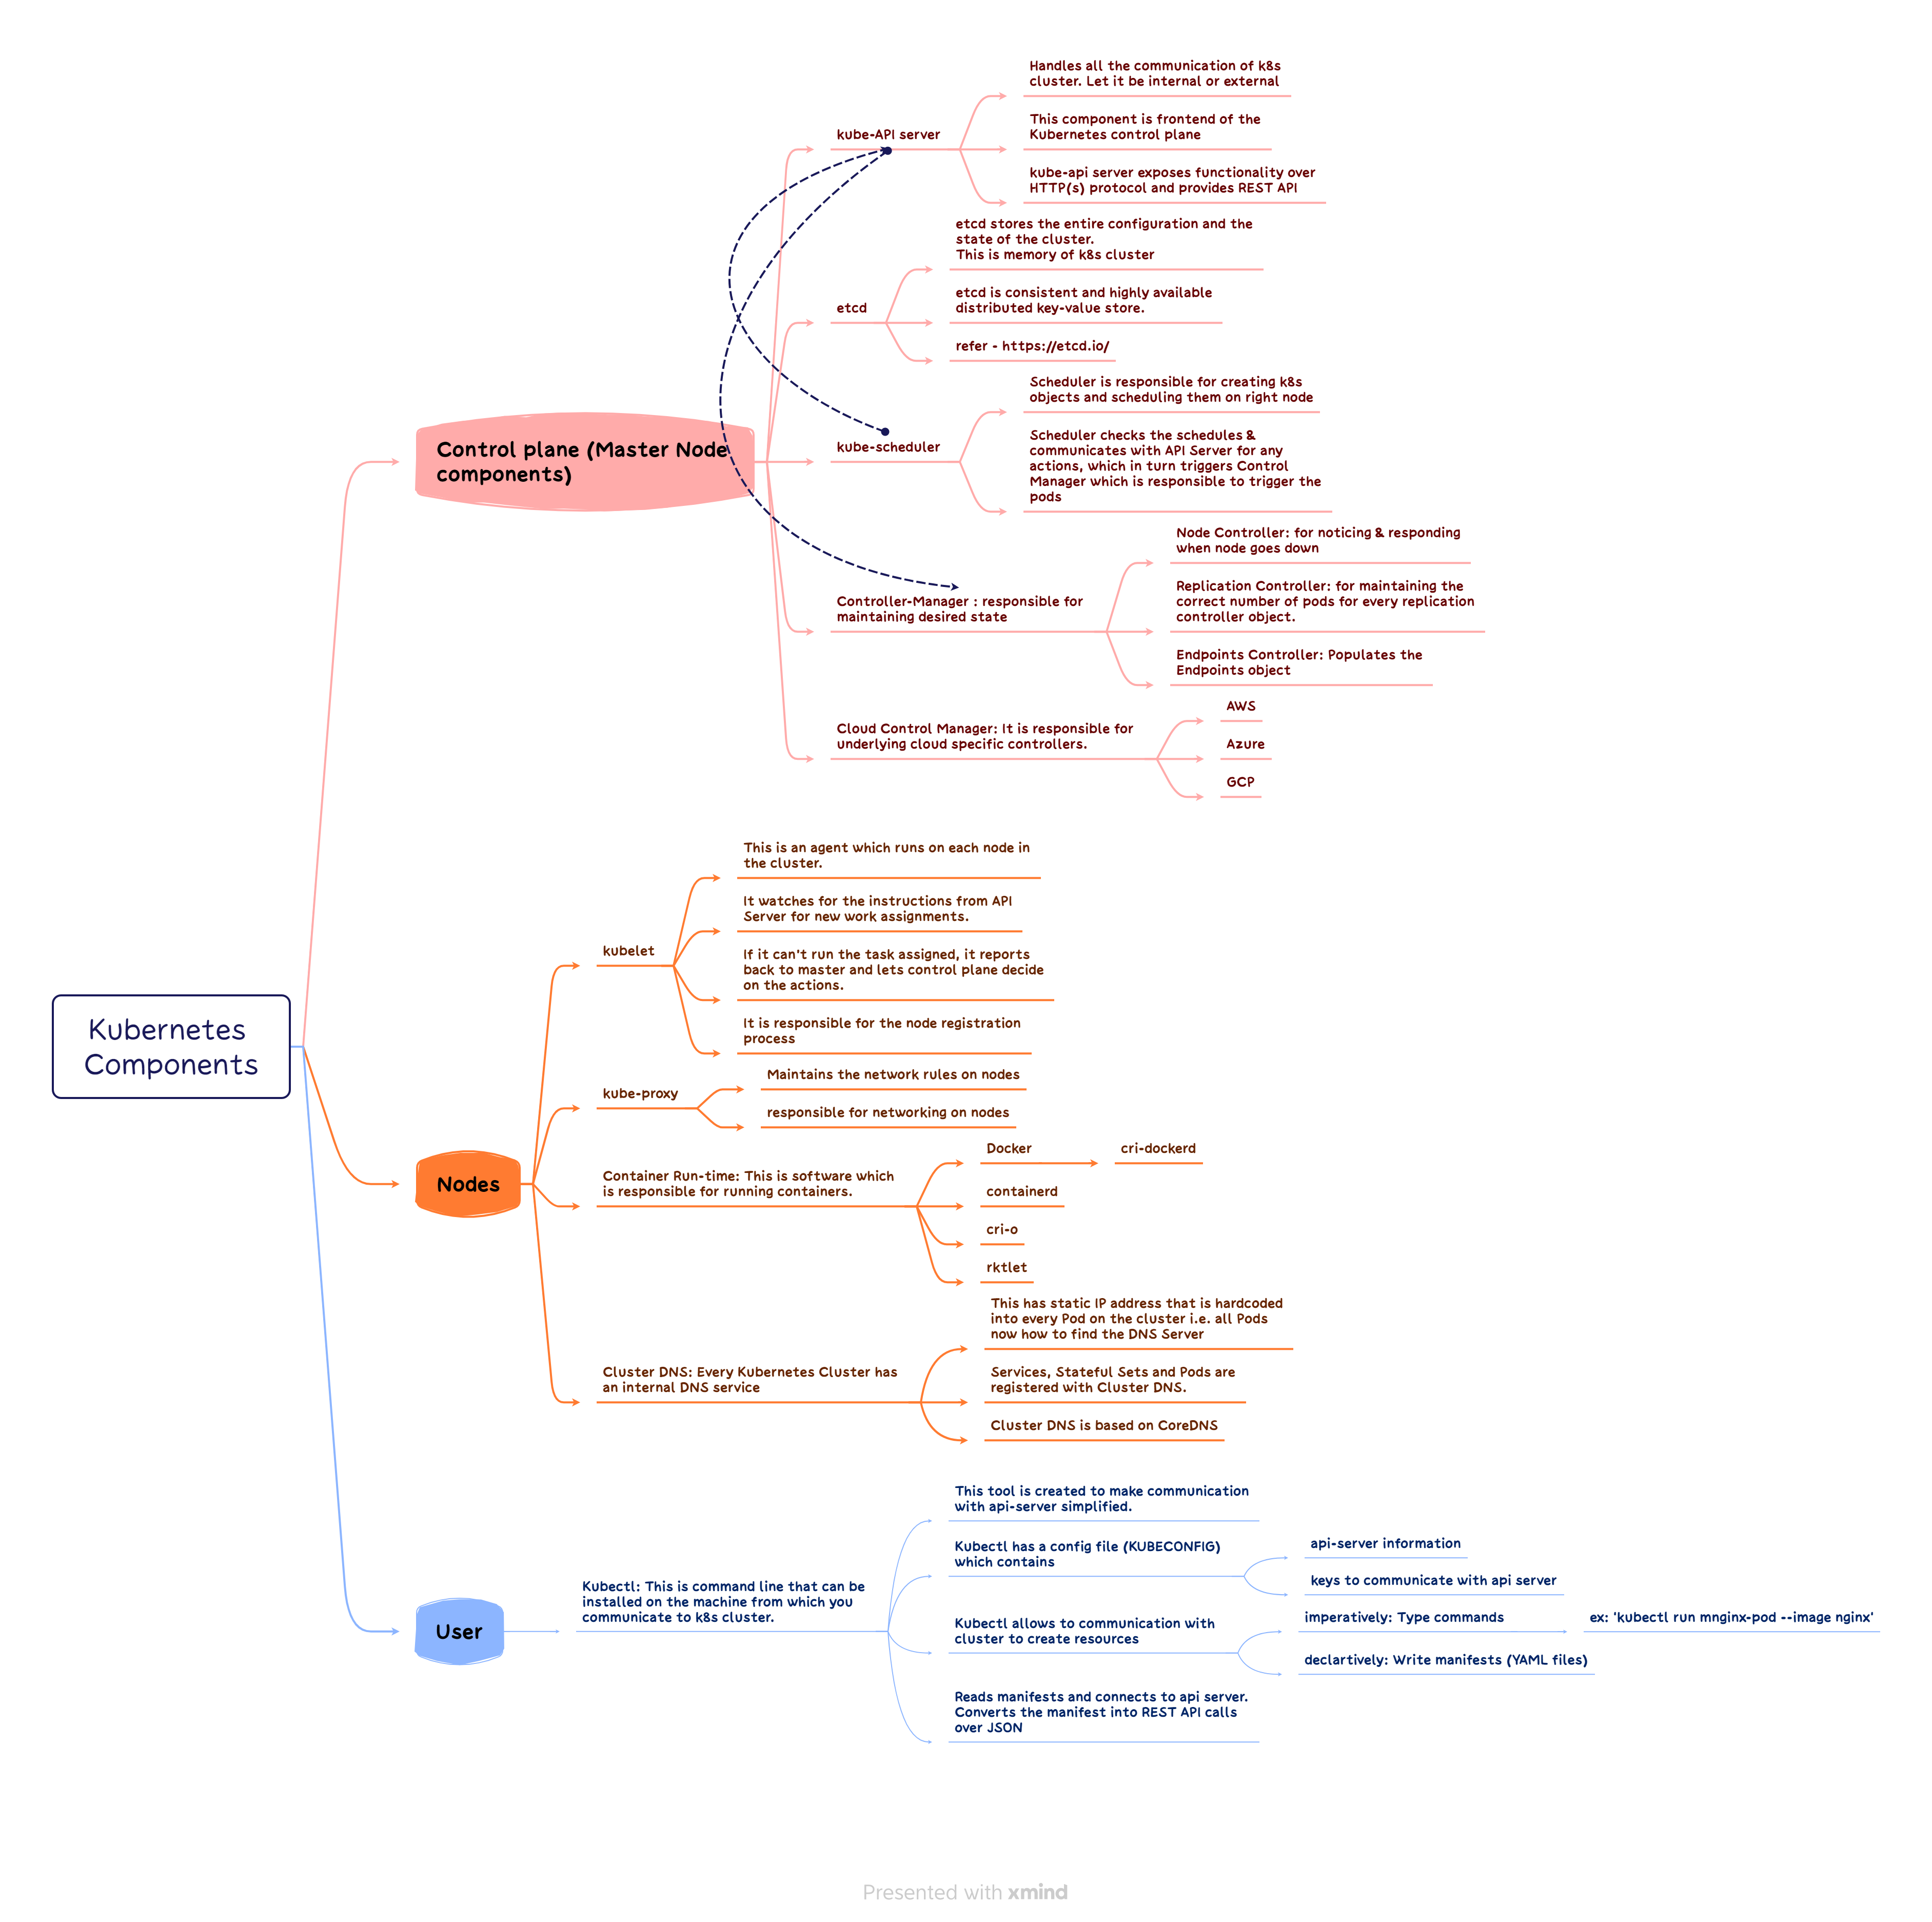 Handles all the communication of k8s
cluster. Let it be internal or external
This component is frontend of the
Kubernetes control plane
kube-API server
kube-api server exposes functionality over
HTTP(s) protocol and provides REST API
etcd stores the entire configuration and the
state of the cluster.
This is memory of k8s cluster
etcd
etcd is consistent and highly available
distributed key-value store.
refer - https://etcd.io/
Control plane (Master Node
components)
kube-scheduler
Scheduler is responsible for creating k8s
objects and scheduling them on right node
Scheduler checks the schedules &
communicates with API Server for any
actions, which in turn triggers Control
Manager which is responsible to trigger the
pods
Controller-Manager : responsible for
maintaining desired state
Node Controller: for noticing & responding
when node goes down
Replication Controller: for maintaining the
correct number of pods for every replication
controller object.
Endpoints Controller: Populates the
Endpoints object
Cloud Control Manager: It is responsible for
underlying cloud specific controllers.
AWS
Azure
GCP
Kubernetes
Components
Nodes
kubelet
This is an agent which runs on each node in
the cluster.
It watches for the instructions from API
Server for new work assignments.
If it can't run the task assigned, it reports
back to master and lets control plane decide
on the actions.
It is responsible for the node registration
process
kube-proxy
Maintains the network rules on nodes
responsible for networking on nodes
Container Run-time: This is software which
is responsible for running containers.
Docker
cri-dockerd
containerd
cri-o
rktlet
Cluster DNS: Every Kubernetes Cluster has
an internal DNS service
This has static IP address that is hardcoded
into every Pod on the cluster i.e. all Pods
now how to find the DNS Server
Services, Stateful Sets and Pods are
registered with Cluster DNS.
Cluster DNS is based on CoreDNS
User
Kubectl: This is command line that can be
installed on the machine from which you
communicate to k8s cluster.
This tool is created to make communication
with api-server simplified.
Kubectl has a config file (KUBECONFIG)
which contains
api-server information
keys to communicate with api server
Kubectl allows to communication with
cluster to create resources
imperatively: Type commands
ex: 'kubectl run mnginx-pod --image nginx'
declartively: Write manifests (YAML files)
Reads manifests and connects to api server.
Converts the manifest into REST API calls
over JSON
Presented with xmind